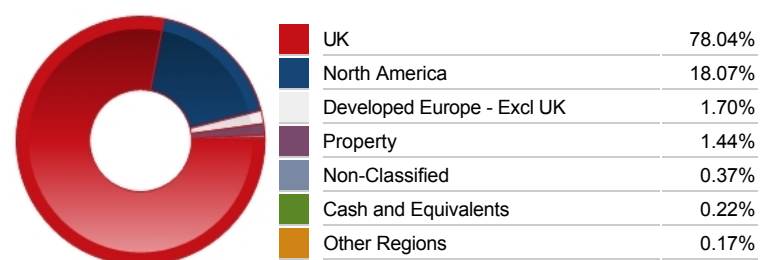 UK 78.04%
North America 18.07%
Developed Europe - Excl UK 1.70%
Property 1.44%
Non-Classified 0.37%
Cash and Equivalents 0.22%
Other Regions 0.17%